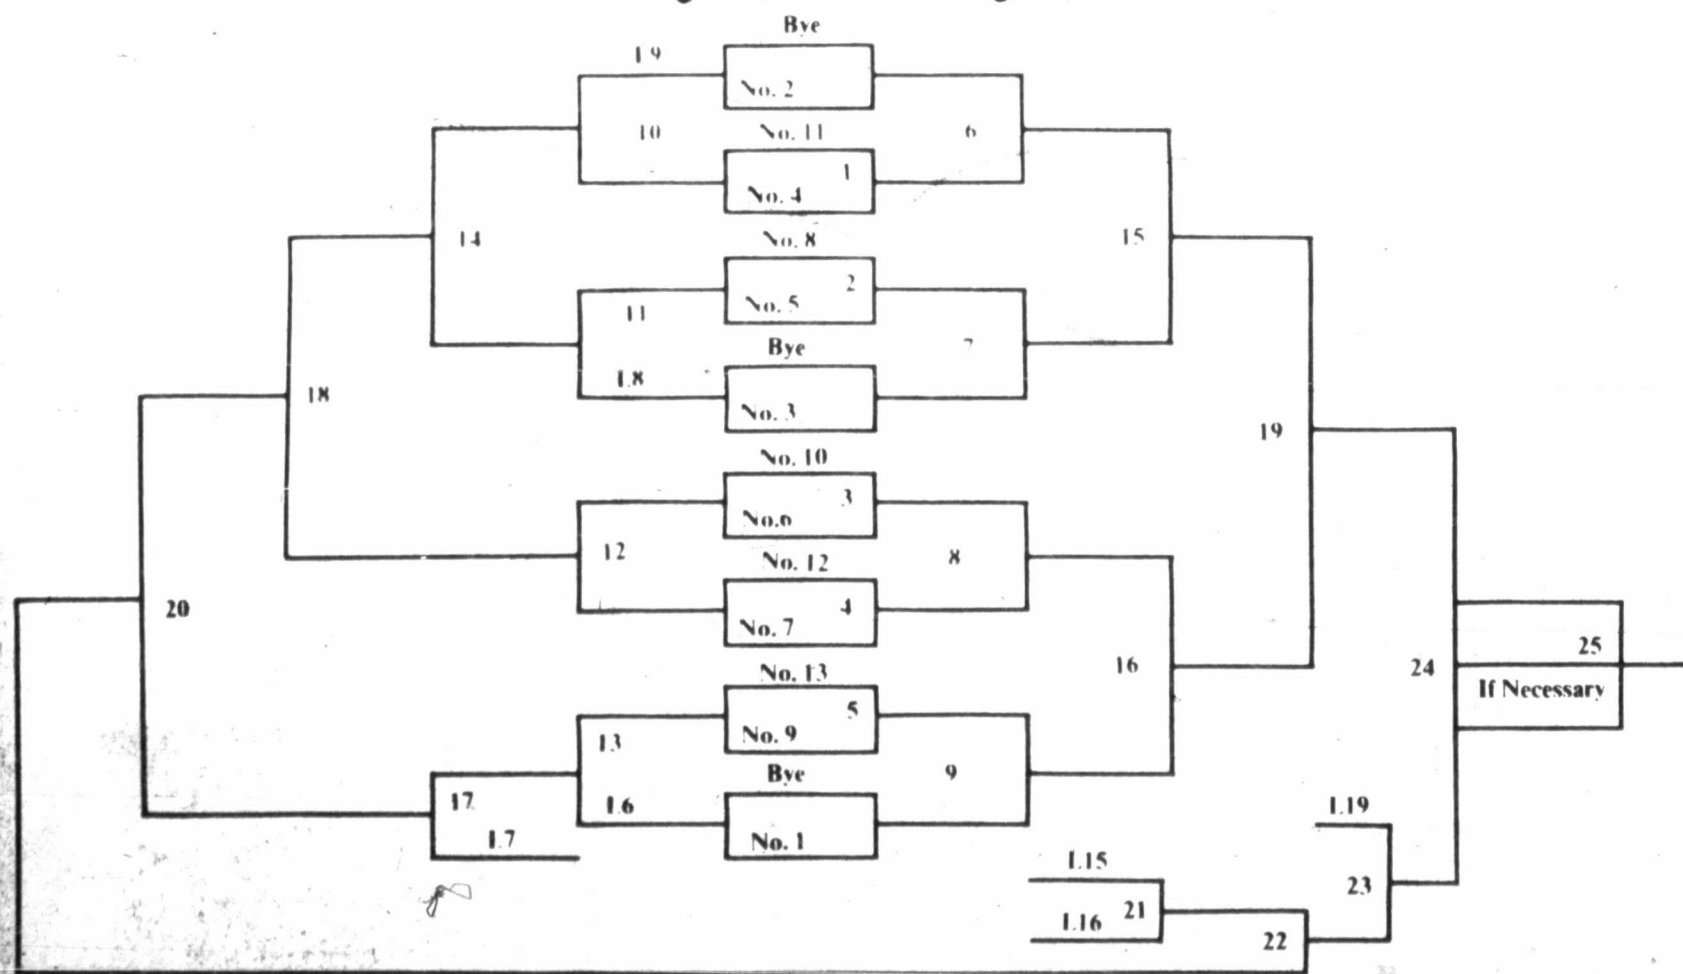 Bye
L9
No. 2
10
No. 11
6
1
No. 4
14
No. 8
15
2
11
No. 5
Bye
7
L8
18
No. 3
19
No. 10
3
No.6
12
No. 12
8
20
4
No. 7
25
16
24
No. 13
If Necessary
5
13
No. 9
Bye
9
17
L6
L19
L7
No. 1
L15
23
21
L16
22